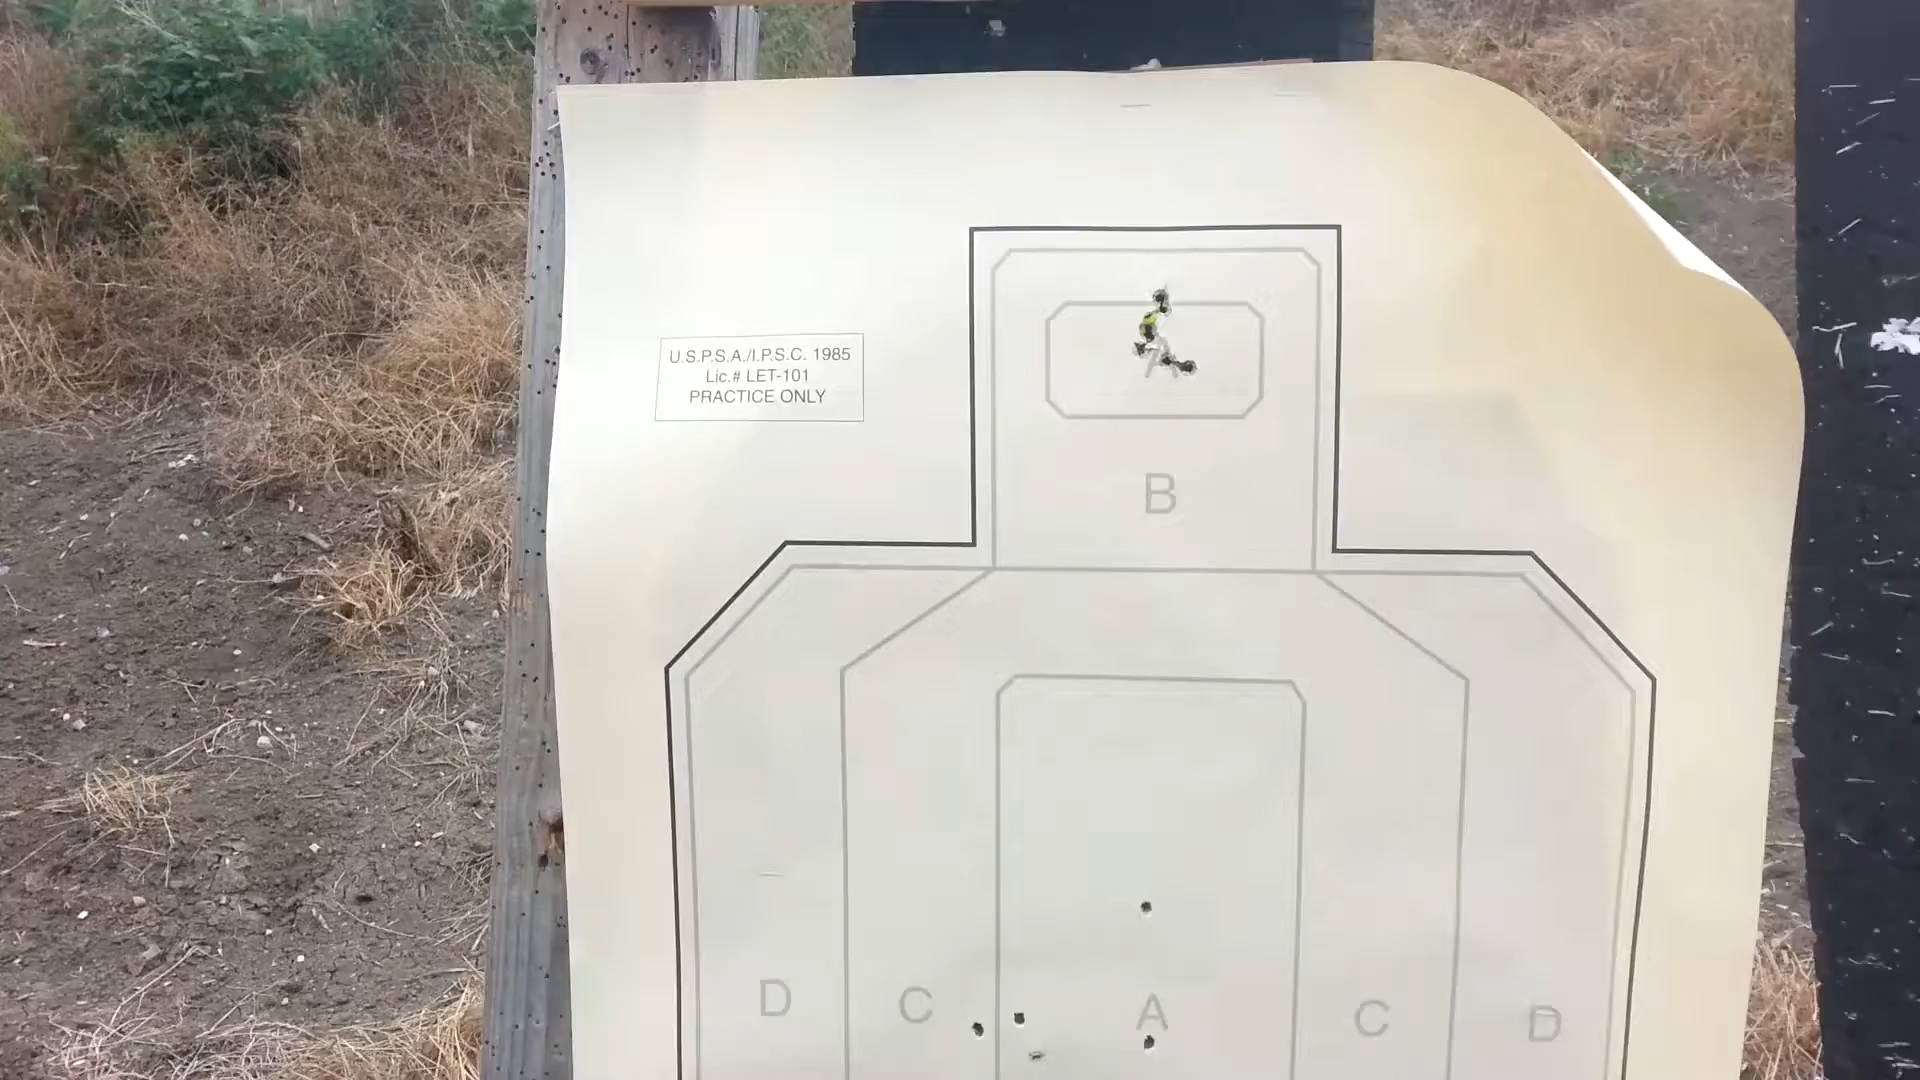 U.S.P.S.A./I.P.S.C. 1985
Lic.# LET-101
PRACTICE ONLY
A
B
D C A C D